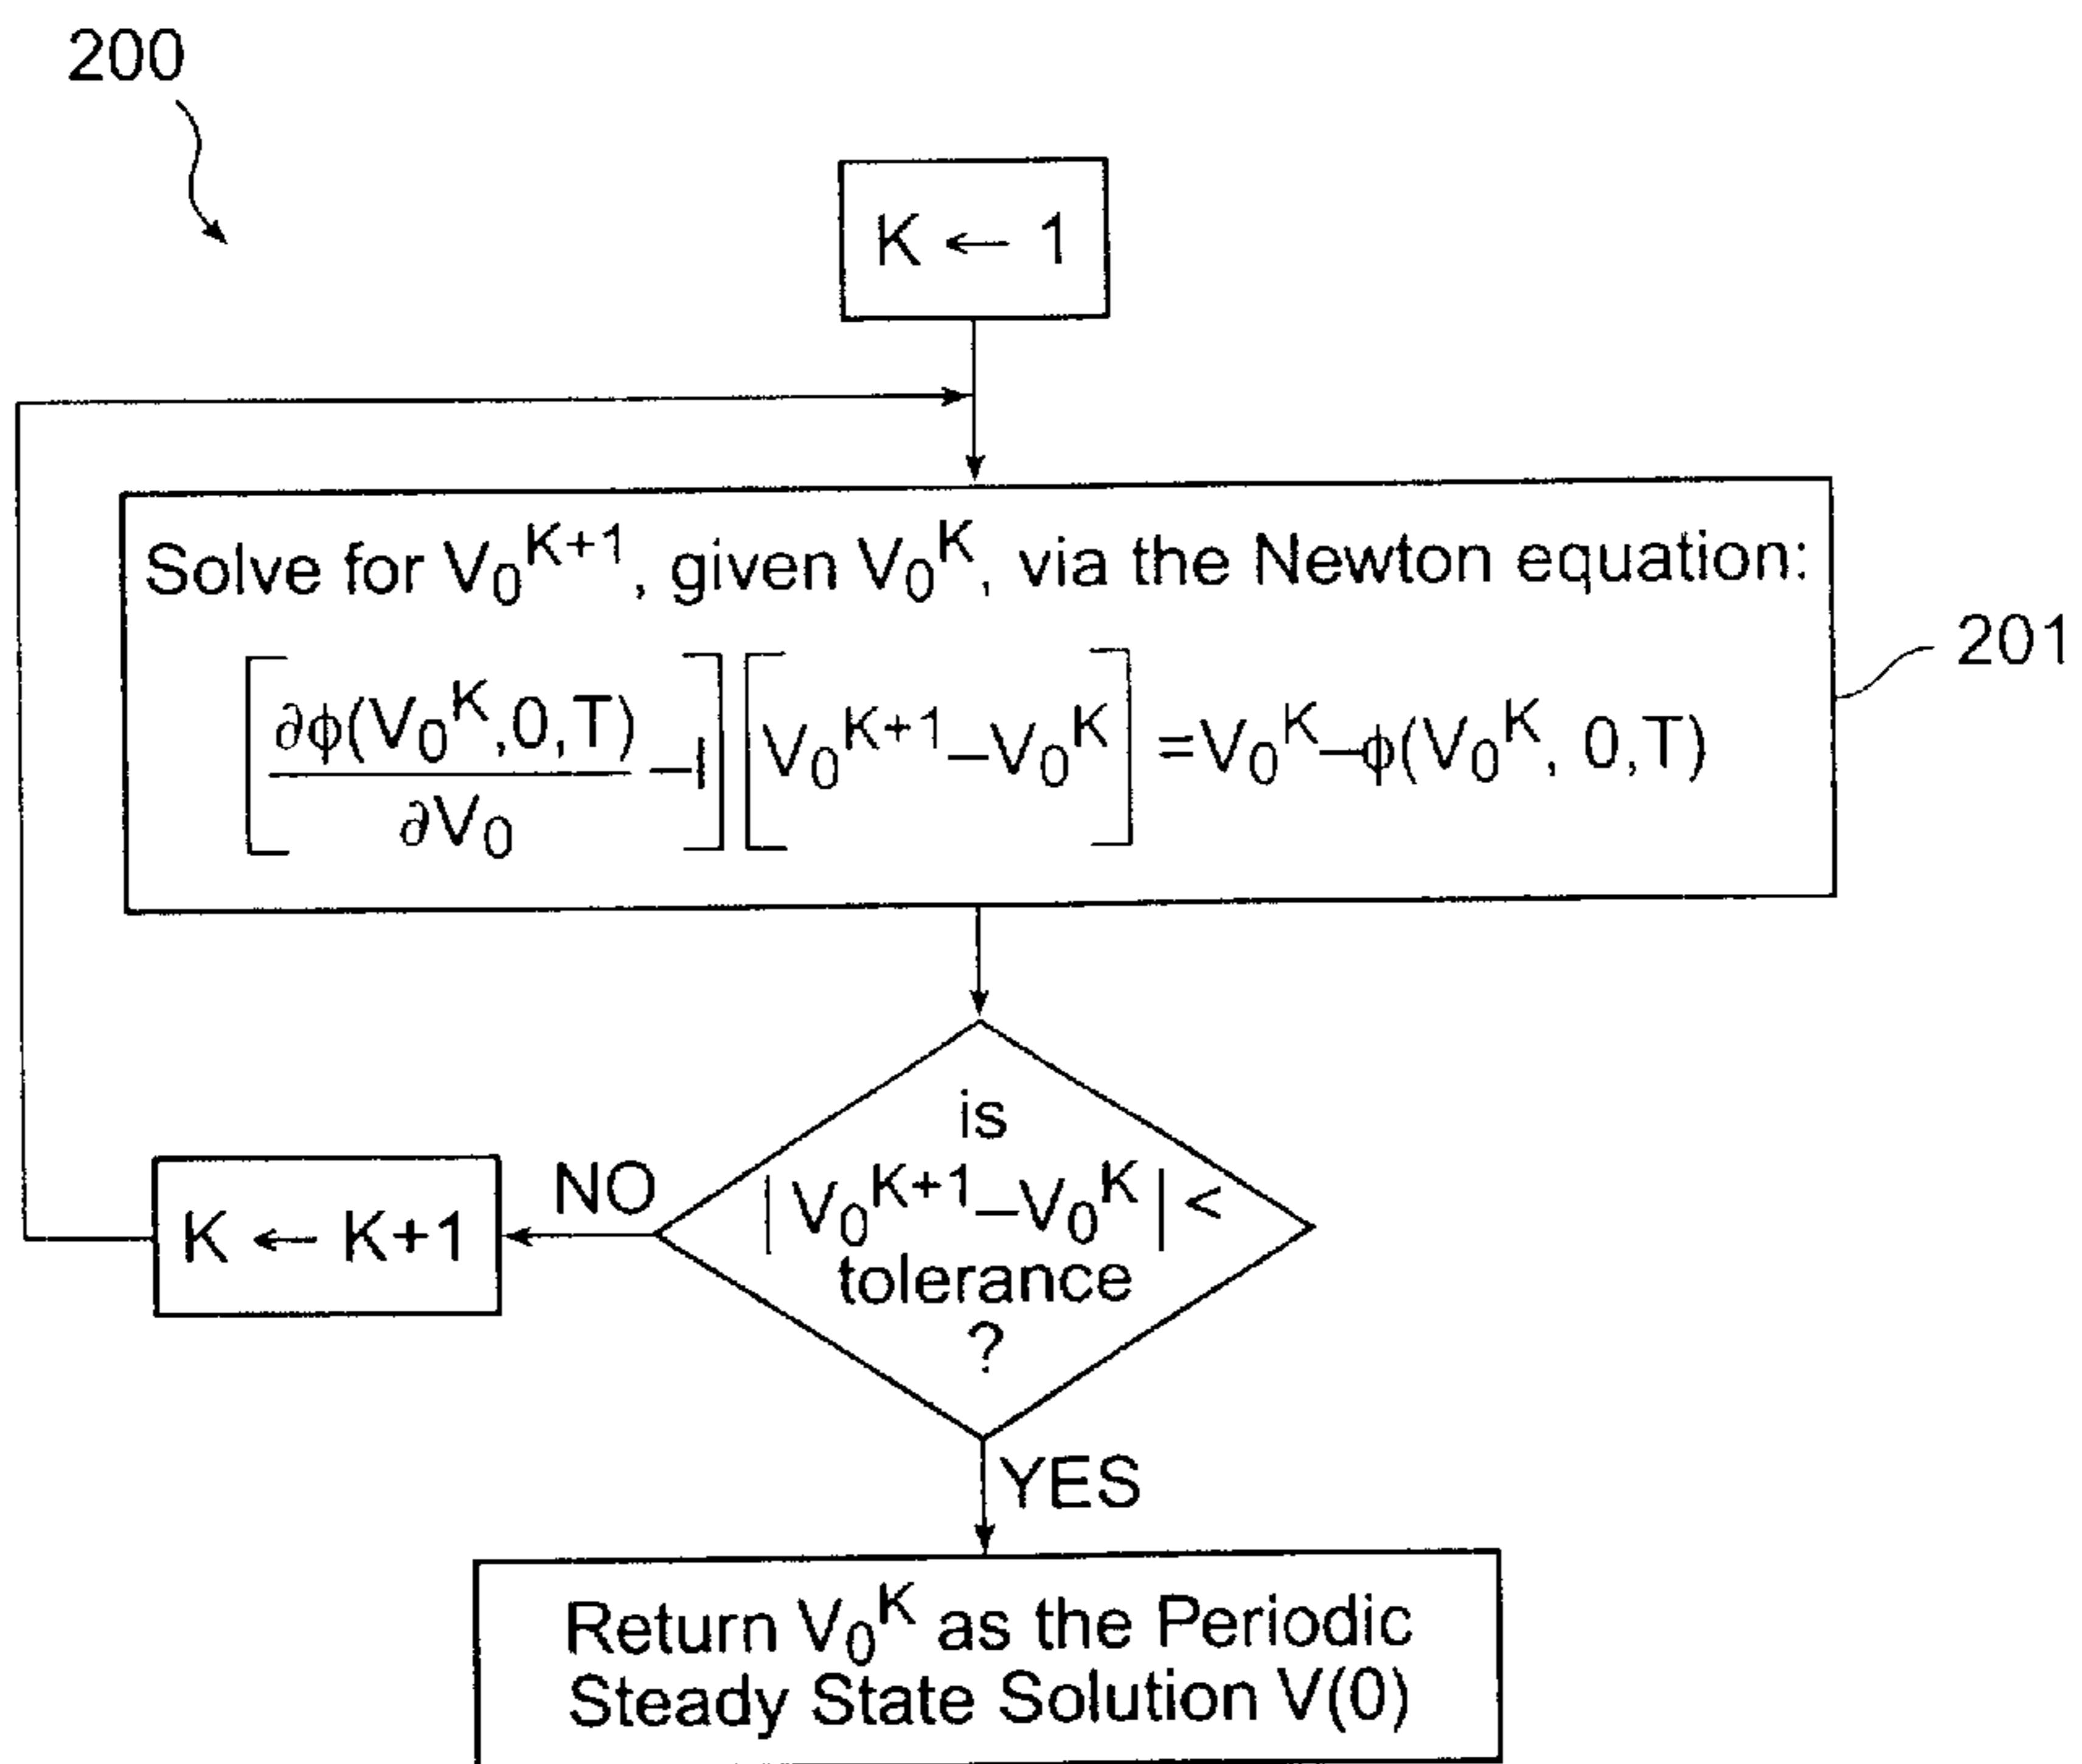 200
K ← 1
Solve for V₀ᴷ⁺¹, given V₀ᴷ, via the Newton equation:
[∂ϕ(V₀ᴷ,0,T)/∂V₀ –I] [V₀ᴷ⁺¹–V₀ᴷ] =V₀ᴷ–ϕ(V₀ᴷ, 0,T)
201
is
| V₀ᴷ⁺¹–V₀ᴷ | <
tolerance
?
NO
K ← K+1
YES
Return V₀ᴷ as the Periodic
Steady State Solution V(0)